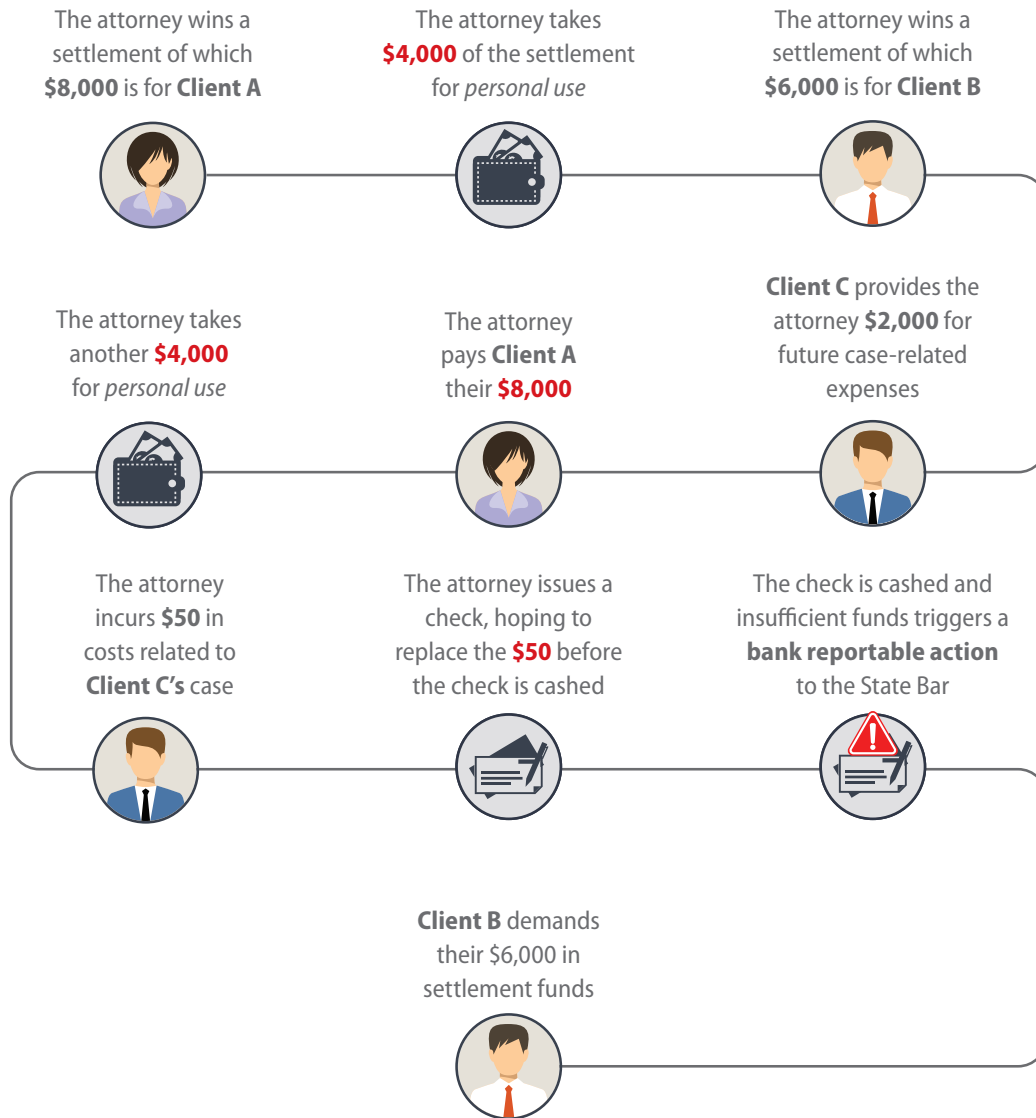 The attorney wins a
settlement of which
$8,000 is for Client A
The attorney takes
$4,000 of the settlement
for personal use
The attorney wins a
settlement of which
$6,000 is for Client B
Client C provides the
attorney $2,000 for
future case-related
expenses
The attorney
pays Client A
their $8,000
The attorney takes
another $4,000
for personal use
The attorney
incurs $50 in
costs related to
Client C's case
The attorney issues a
check, hoping to
replace the $50 before
the check is cashed
The check is cashed and
insufficient funds triggers a
bank reportable action
to the State Bar
Client B demands
their $6,000 in
settlement funds